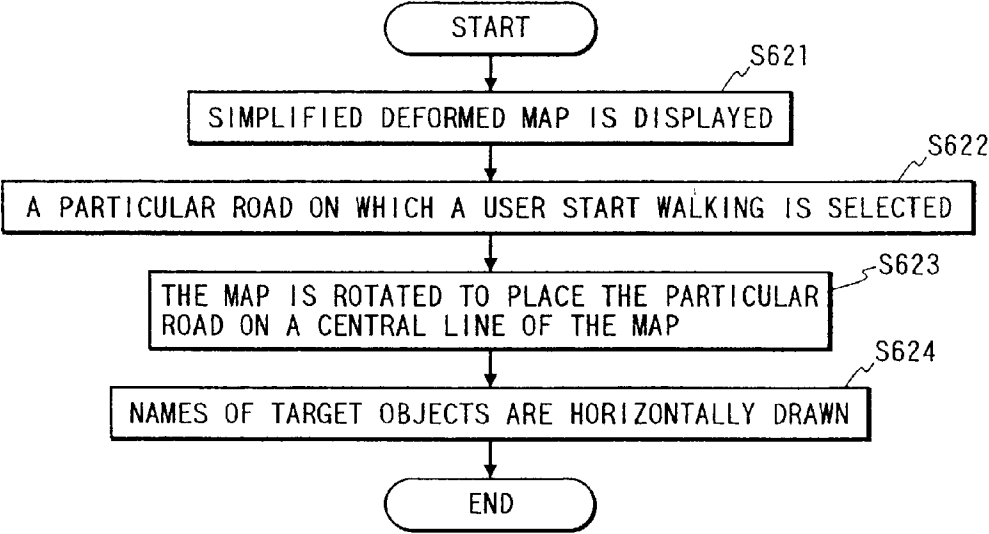 START
S621
SIMPLIFIED DEFORMED MAP IS DISPLAYED
S622
A PARTICULAR ROAD ON WHICH A USER START WALKING IS SELECTED
S623
THE MAP IS ROTATED TO PLACE THE PARTICULAR
ROAD ON A CENTRAL LINE OF THE MAP
S624
NAMES OF TARGET OBJECTS ARE HORIZONTALLY DRAWN
END